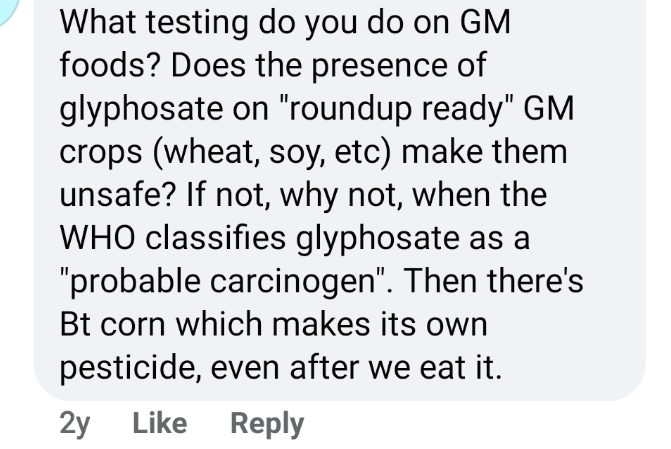 What testing do you do on GM
foods? Does the presence of
glyphosate on "roundup ready" GM
crops (wheat, soy, etc) make them
unsafe? If not, why not, when the
WHO classifies glyphosate as a
"probable carcinogen". Then there's
Bt corn which makes its own
pesticide, even after we eat it.
2y Like Reply